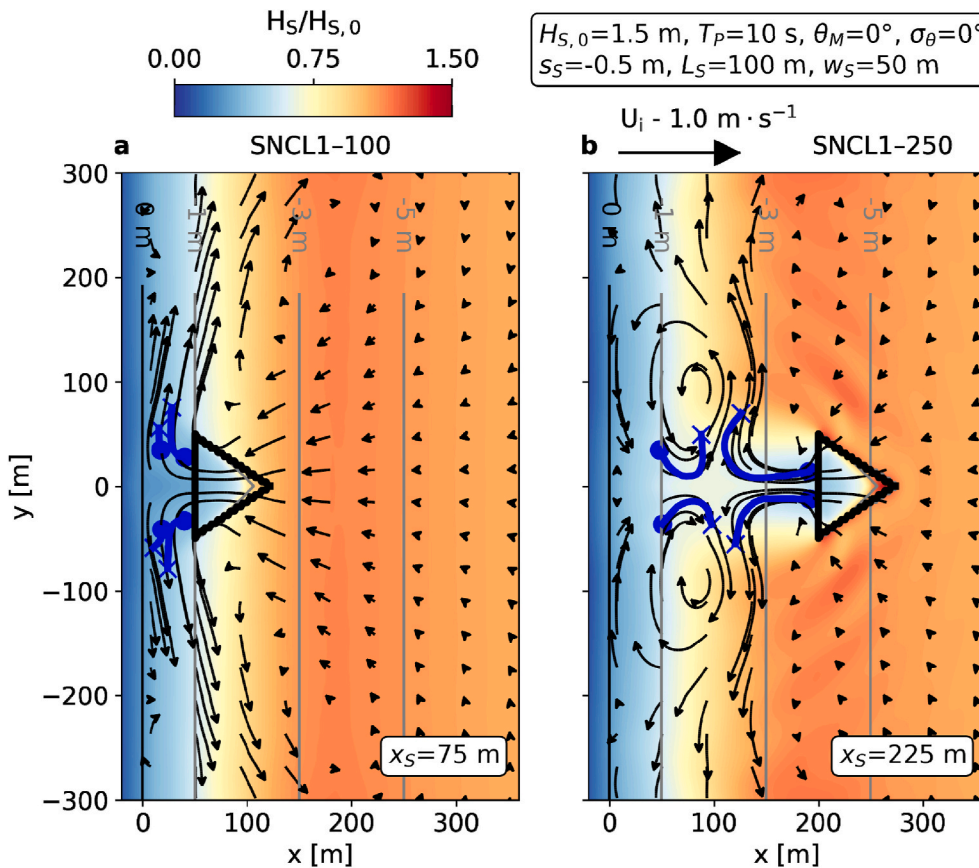 H_S/H_{S,0}
0.00 0.75 1.50
H_{S,0}=1.5 m, T_P=10 s, θ_M=0°, σ_θ=0°
s_S=-0.5 m, L_S=100 m, w_S=50 m
U_i - 1.0 m·s⁻¹
a SNCL1–100
b SNCL1–250
300
200
100
0
−100
−200
−300
y [m]
0 m
-1 m
-3 m
-5 m
x_S=75 m
0 100 200 300
x [m]
0 m
-1 m
-3 m
-5 m
x_S=225 m
0 100 200 300
x [m]